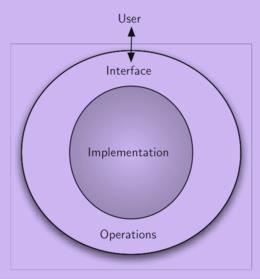 User
Interface
Implementation
Operations